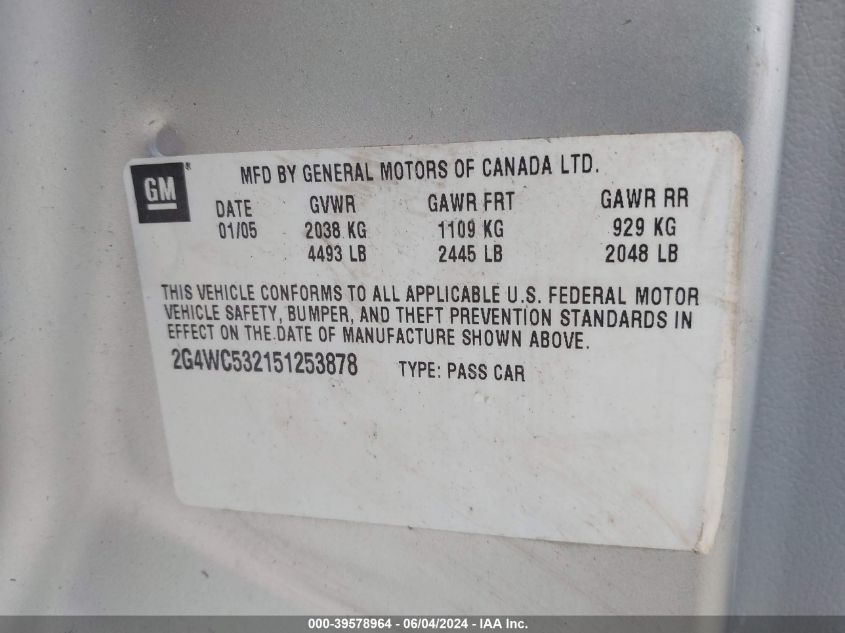 GM
MFD BY GENERAL MOTORS OF CANADA LTD.
DATE GVWR GAWR FRT GAWR RR
01/05 2038 KG 1109 KG 929 KG
4493 LB 2445 LB 2048 LB
THIS VEHICLE CONFORMS TO ALL APPLICABLE U.S. FEDERAL MOTOR
VEHICLE SAFETY, BUMPER, AND THEFT PREVENTION STANDARDS IN
EFFECT ON THE DATE OF MANUFACTURE SHOWN ABOVE.
2G4WC532151253878 TYPE: PASS CAR
000-39578964 - 06/04/2024 - IAA Inc.